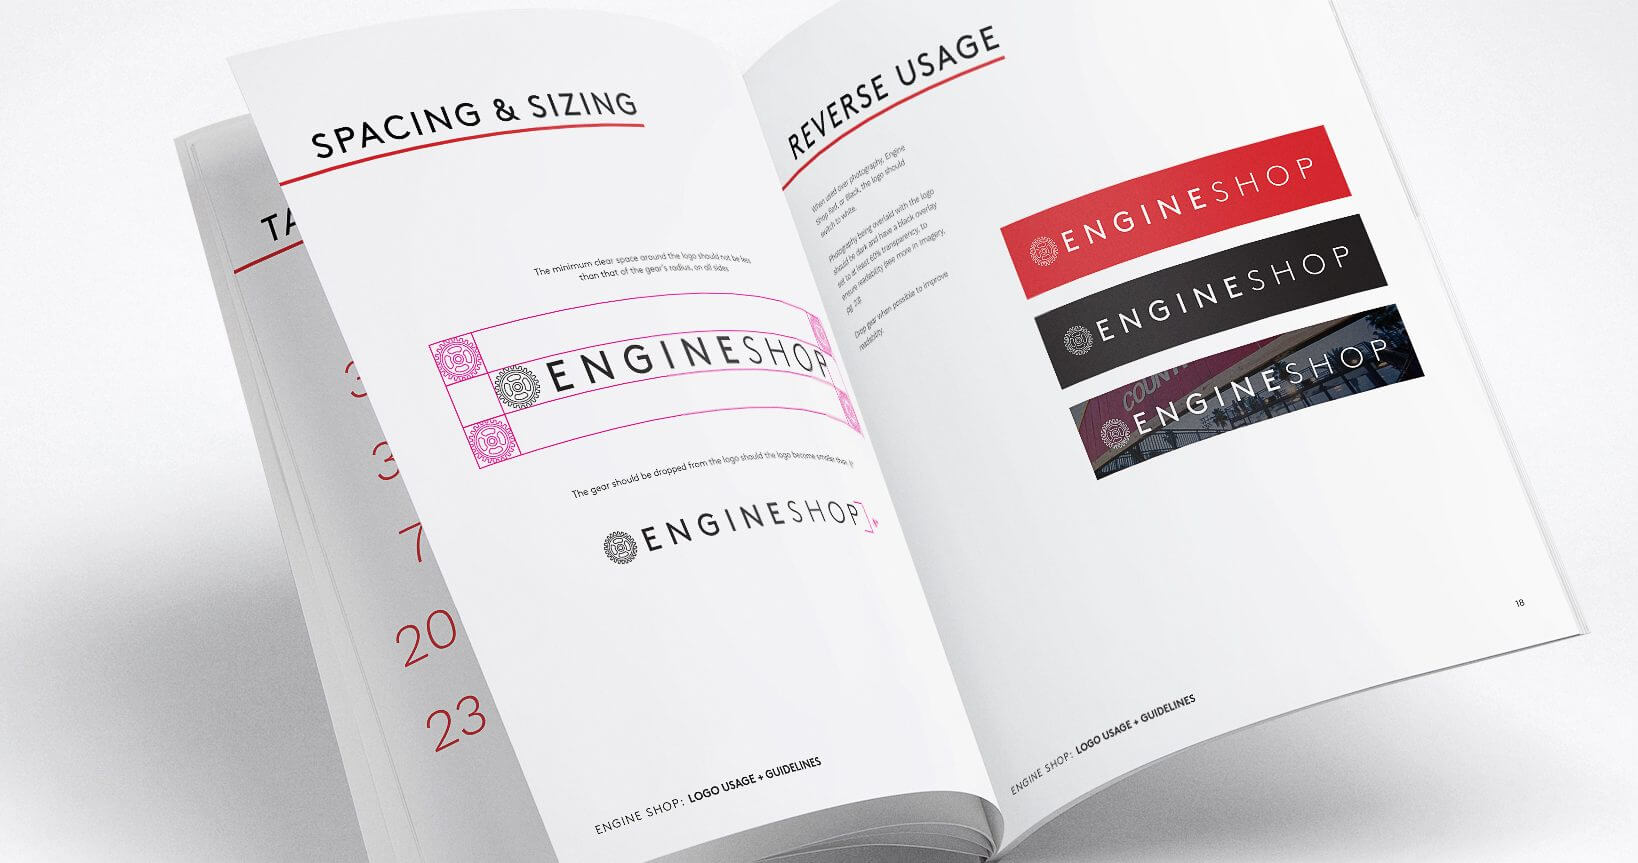 TA
3
3
7
20
23
SPACING & SIZING
The minimum clear space around the logo should not be less
than that of the gear's radius, on all sides.
ENGINESHOP
The gear should be dropped from the logo should the logo become smaller than
ENGINESHOP
ENGINE SHOP: LOGO USAGE + GUIDELINES
REVERSE USAGE
When used over photography, Engine
Shop Red, or Black, the logo should
switch to white.
Photography being overlaid with the logo
should be dark and have a black overlay
set to at least 60% transparency, to
ensure readability (see more in Imagery,
pg. 23)
Drop gear when possible to improve
readability.
ENGINESHOP
ENGINESHOP
COUNT
ENGINESHOP
18
ENGINE SHOP: LOGO USAGE + GUIDELINES